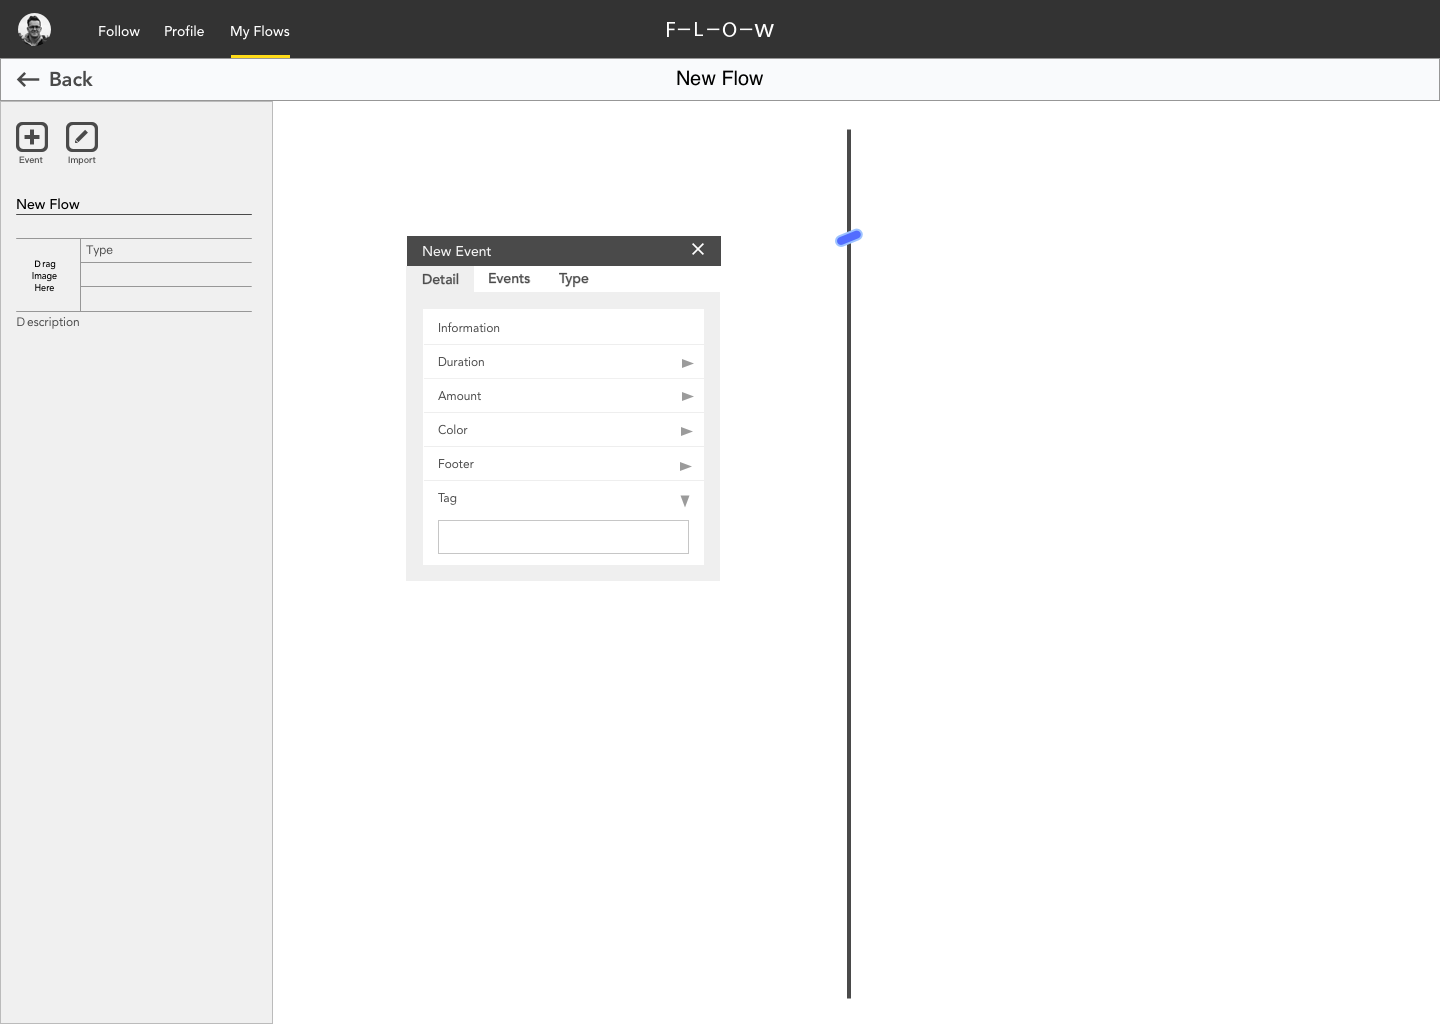 Follow Profile My Flows
F–L–O–W
Back
New Flow
Event Import
New Flow
Drag
Image
Here
Type
Description
New Event
Detail Events Type
Information
Duration
Amount
Color
Footer
Tag